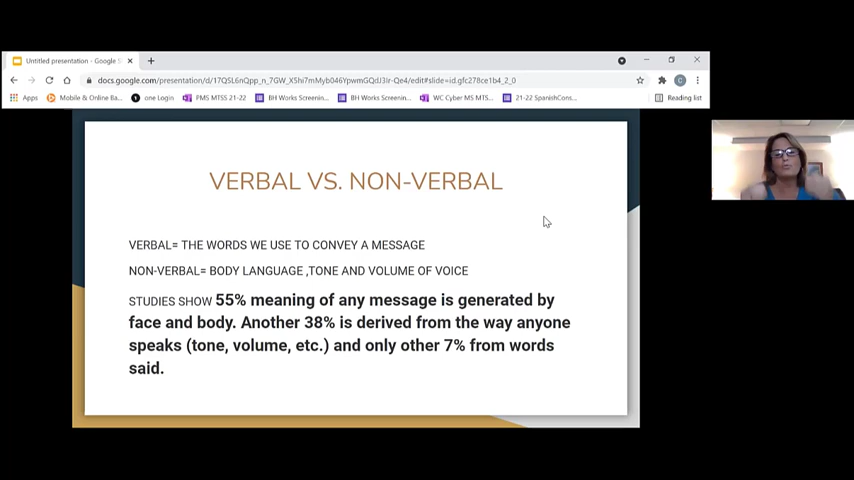 Untitled presentation - Google S
docs.google.com/presentation/d/17QSL6nQpp_n_7GW_X5hi7mMyb046YpwmGQdJ3Ir-Qe4/edit#slide=id.gfc278ce1b4_2_0
Apps Mobile & Online Ba... one Login PMS MTSS 21-22 BH Works Screenin... BH Works Screenin... WC Cyber MS MTS... 21-22 SpanishCons... Reading list
VERBAL VS. NON-VERBAL
VERBAL= THE WORDS WE USE TO CONVEY A MESSAGE
NON-VERBAL= BODY LANGUAGE ,TONE AND VOLUME OF VOICE
STUDIES SHOW 55% meaning of any message is generated by
face and body. Another 38% is derived from the way anyone
speaks (tone, volume, etc.) and only other 7% from words
said.